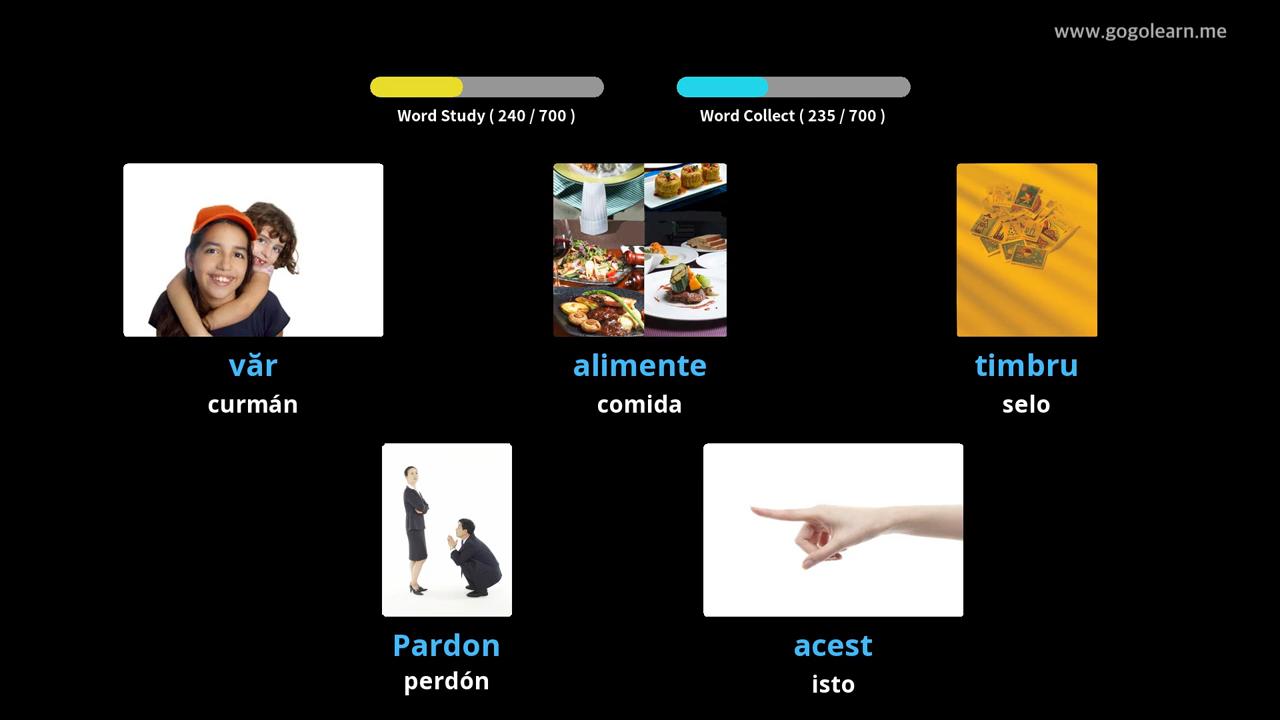 www.gogolearn.me
Word Study ( 240 / 700 )
Word Collect ( 235 / 700 )
văr
curmán
alimente
comida
timbru
selo
Pardon
perdón
acest
isto